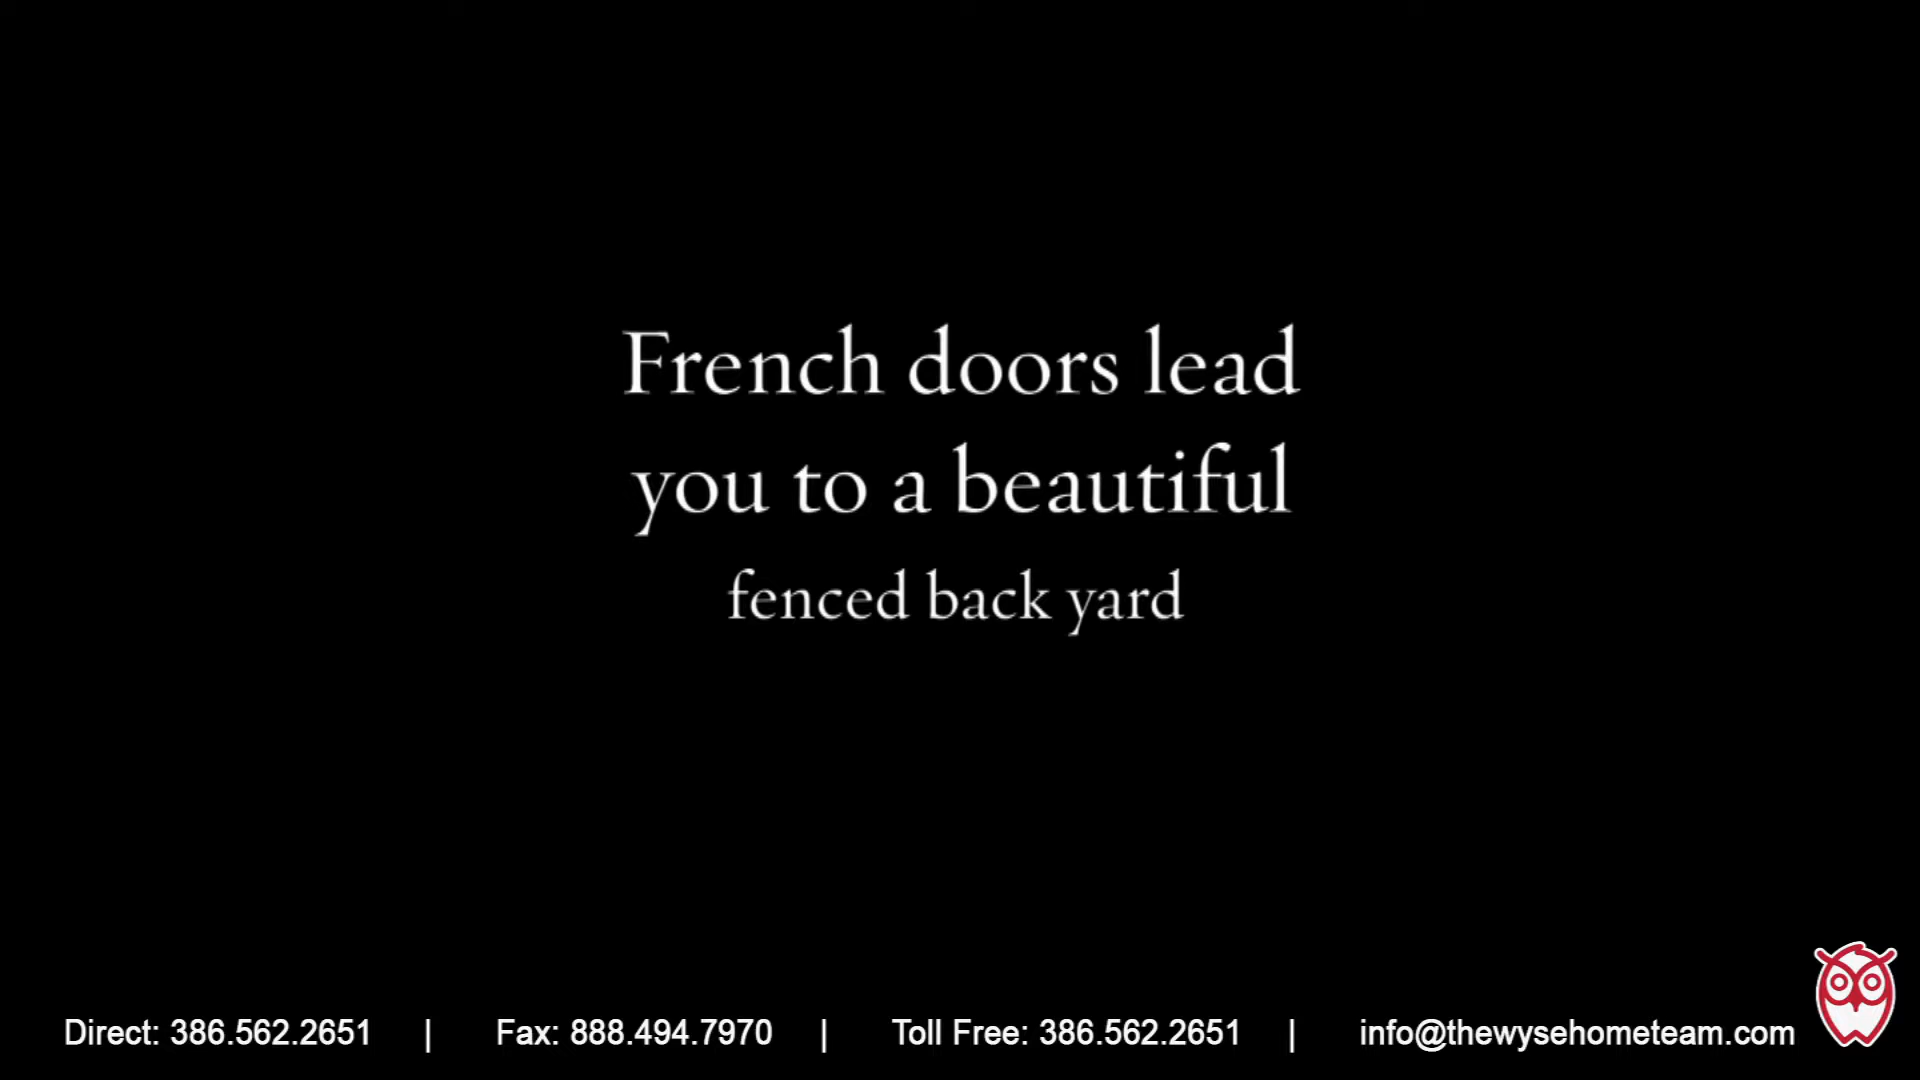 French doors lead
you to a beautiful
fenced back yard
Direct: 386.562.2651 | Fax: 888.494.7970 | Toll Free: 386.562.2651 | info@thewysehometeam.com